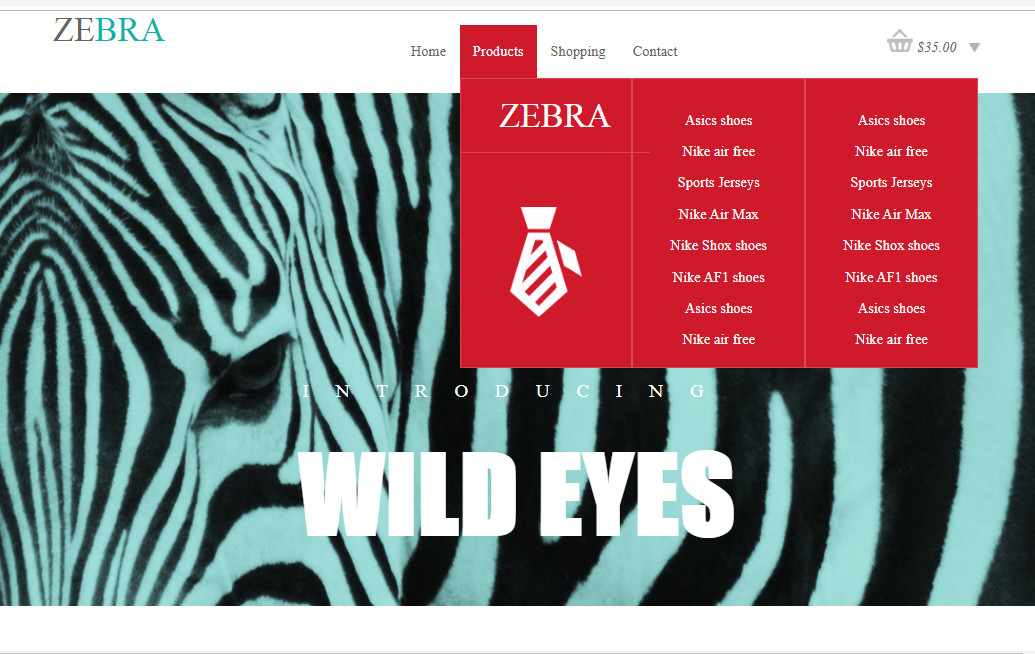 ZEBRA
Home Products Shopping Contact
$35.00
ZEBRA
Asics shoes
Nike air free
Sports Jerseys
Nike Air Max
Nike Shox shoes
Nike AF1 shoes
Asics shoes
Nike air free
Asics shoes
Nike air free
Sports Jerseys
Nike Air Max
Nike Shox shoes
Nike AF1 shoes
Asics shoes
Nike air free
INTRODUCING
WILD EYES